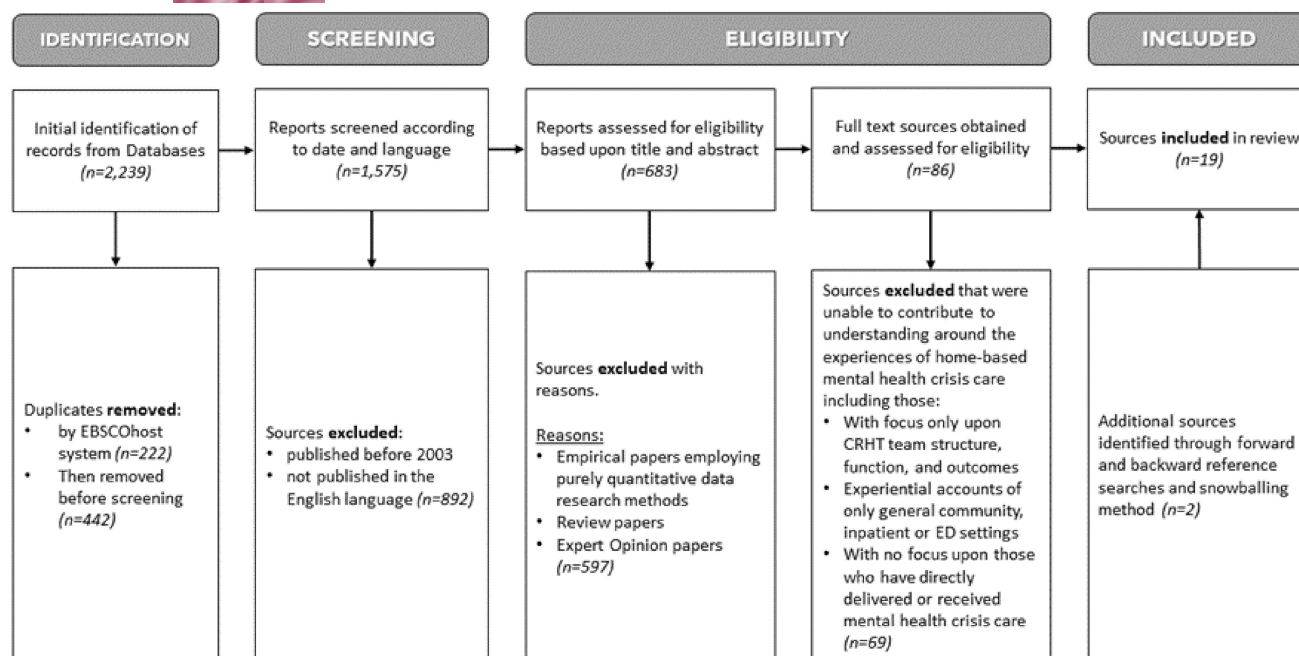 IDENTIFICATION
SCREENING
ELIGIBILITY
INCLUDED
Initial identification of
records from Databases
(n=2,239)
Reports screened according
to date and language
(n=1,575)
Reports assessed for eligibility
based upon title and abstract
(n=683)
Full text sources obtained
and assessed for eligibility
(n=86)
Sources included in review
(n=19)
Duplicates removed:
• by EBSCOhost
system (n=222)
• Then removed
before screening
(n=442)
Sources excluded:
• published before 2003
• not published in the
English language (n=892)
Sources excluded with
reasons.
Reasons:
• Empirical papers employing
purely quantitative data
research methods
• Review papers
• Expert Opinion papers
(n=597)
Sources excluded that were
unable to contribute to
understanding around the
experiences of home-based
mental health crisis care
including those:
• With focus only upon
CRHT team structure,
function, and outcomes
• Experiential accounts of
only general community,
inpatient or ED settings
• With no focus upon those
who have directly
delivered or received
mental health crisis care
(n=69)
Additional sources
identified through forward
and backward reference
searches and snowballing
method (n=2)